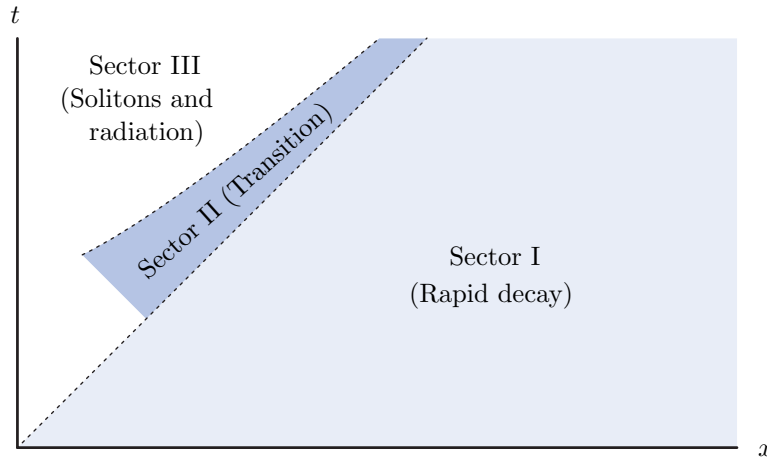 t
Sector III
(Solitons and
radiation)
Sector II (Transition)
Sector I
(Rapid decay)
x